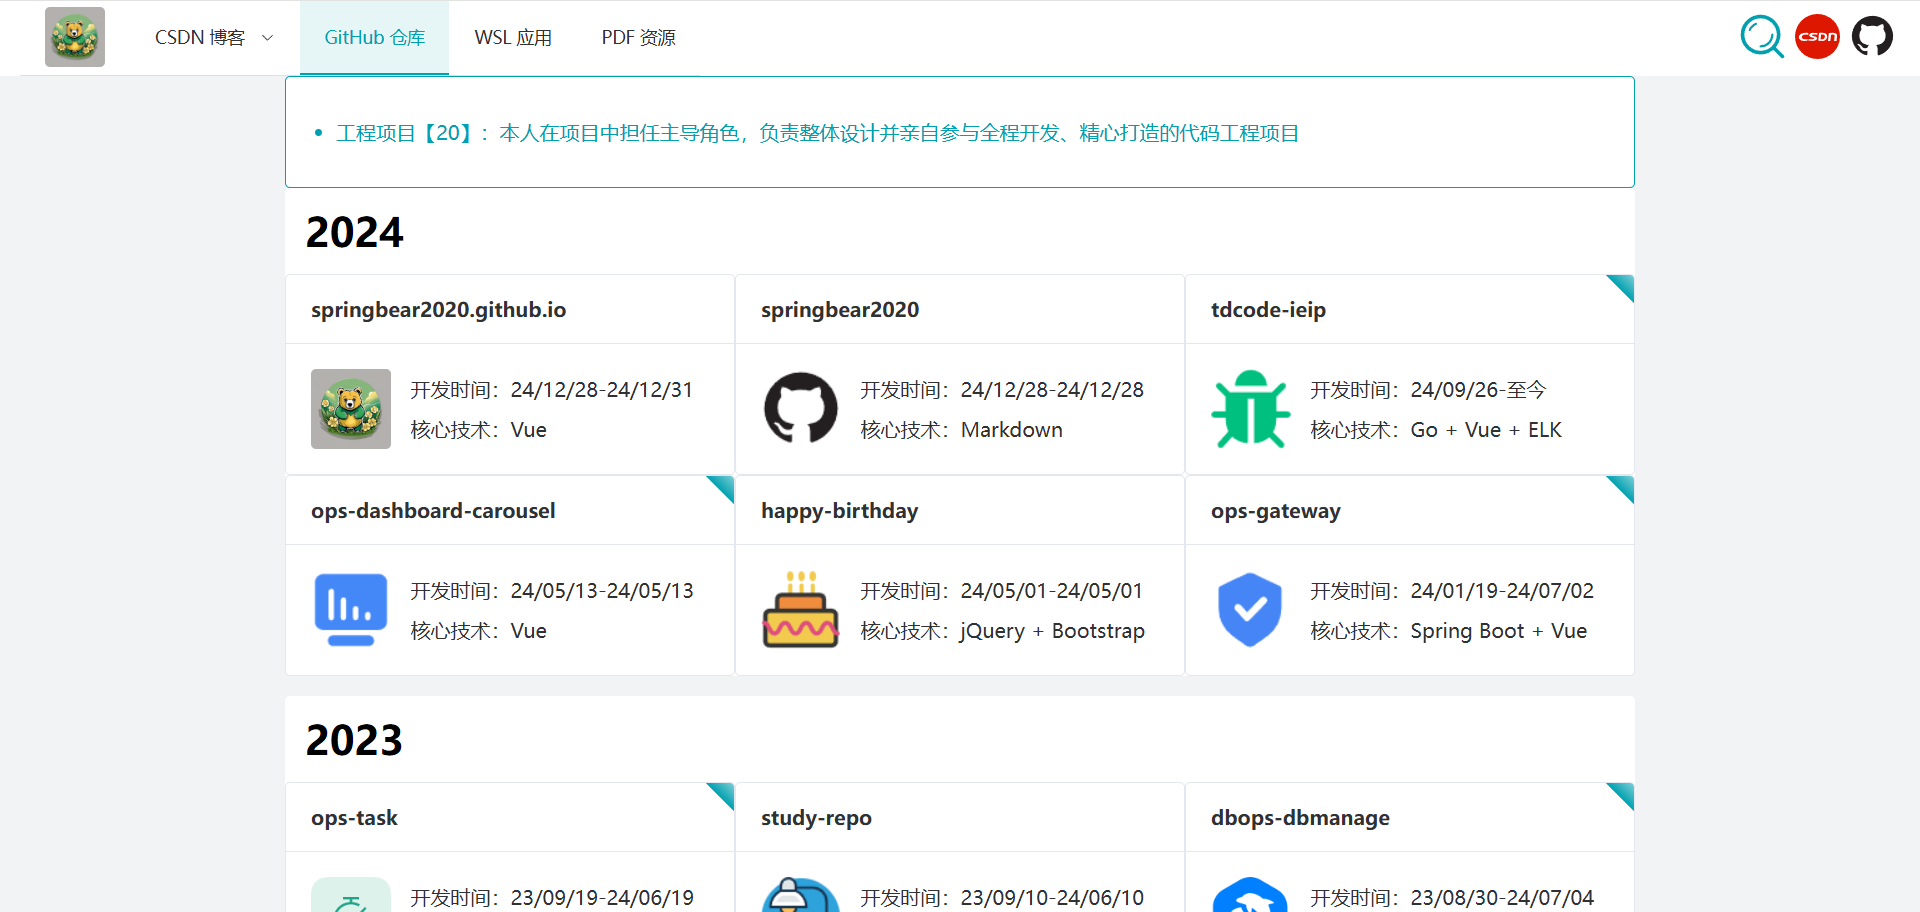 CSDN 博客
GitHub 仓库
WSL 应用
PDF 资源
CSDN
工程项目【20】：本人在项目中担任主导角色，负责整体设计并亲自参与全程开发、精心打造的代码工程项目
2024
springbear2020.github.io
开发时间：24/12/28-24/12/31
核心技术：Vue
springbear2020
开发时间：24/12/28-24/12/28
核心技术：Markdown
tdcode-ieip
开发时间：24/09/26-至今
核心技术：Go + Vue + ELK
ops-dashboard-carousel
开发时间：24/05/13-24/05/13
核心技术：Vue
happy-birthday
开发时间：24/05/01-24/05/01
核心技术：jQuery + Bootstrap
ops-gateway
开发时间：24/01/19-24/07/02
核心技术：Spring Boot + Vue
2023
ops-task
开发时间：23/09/19-24/06/19
study-repo
开发时间：23/09/10-24/06/10
dbops-dbmanage
开发时间：23/08/30-24/07/04